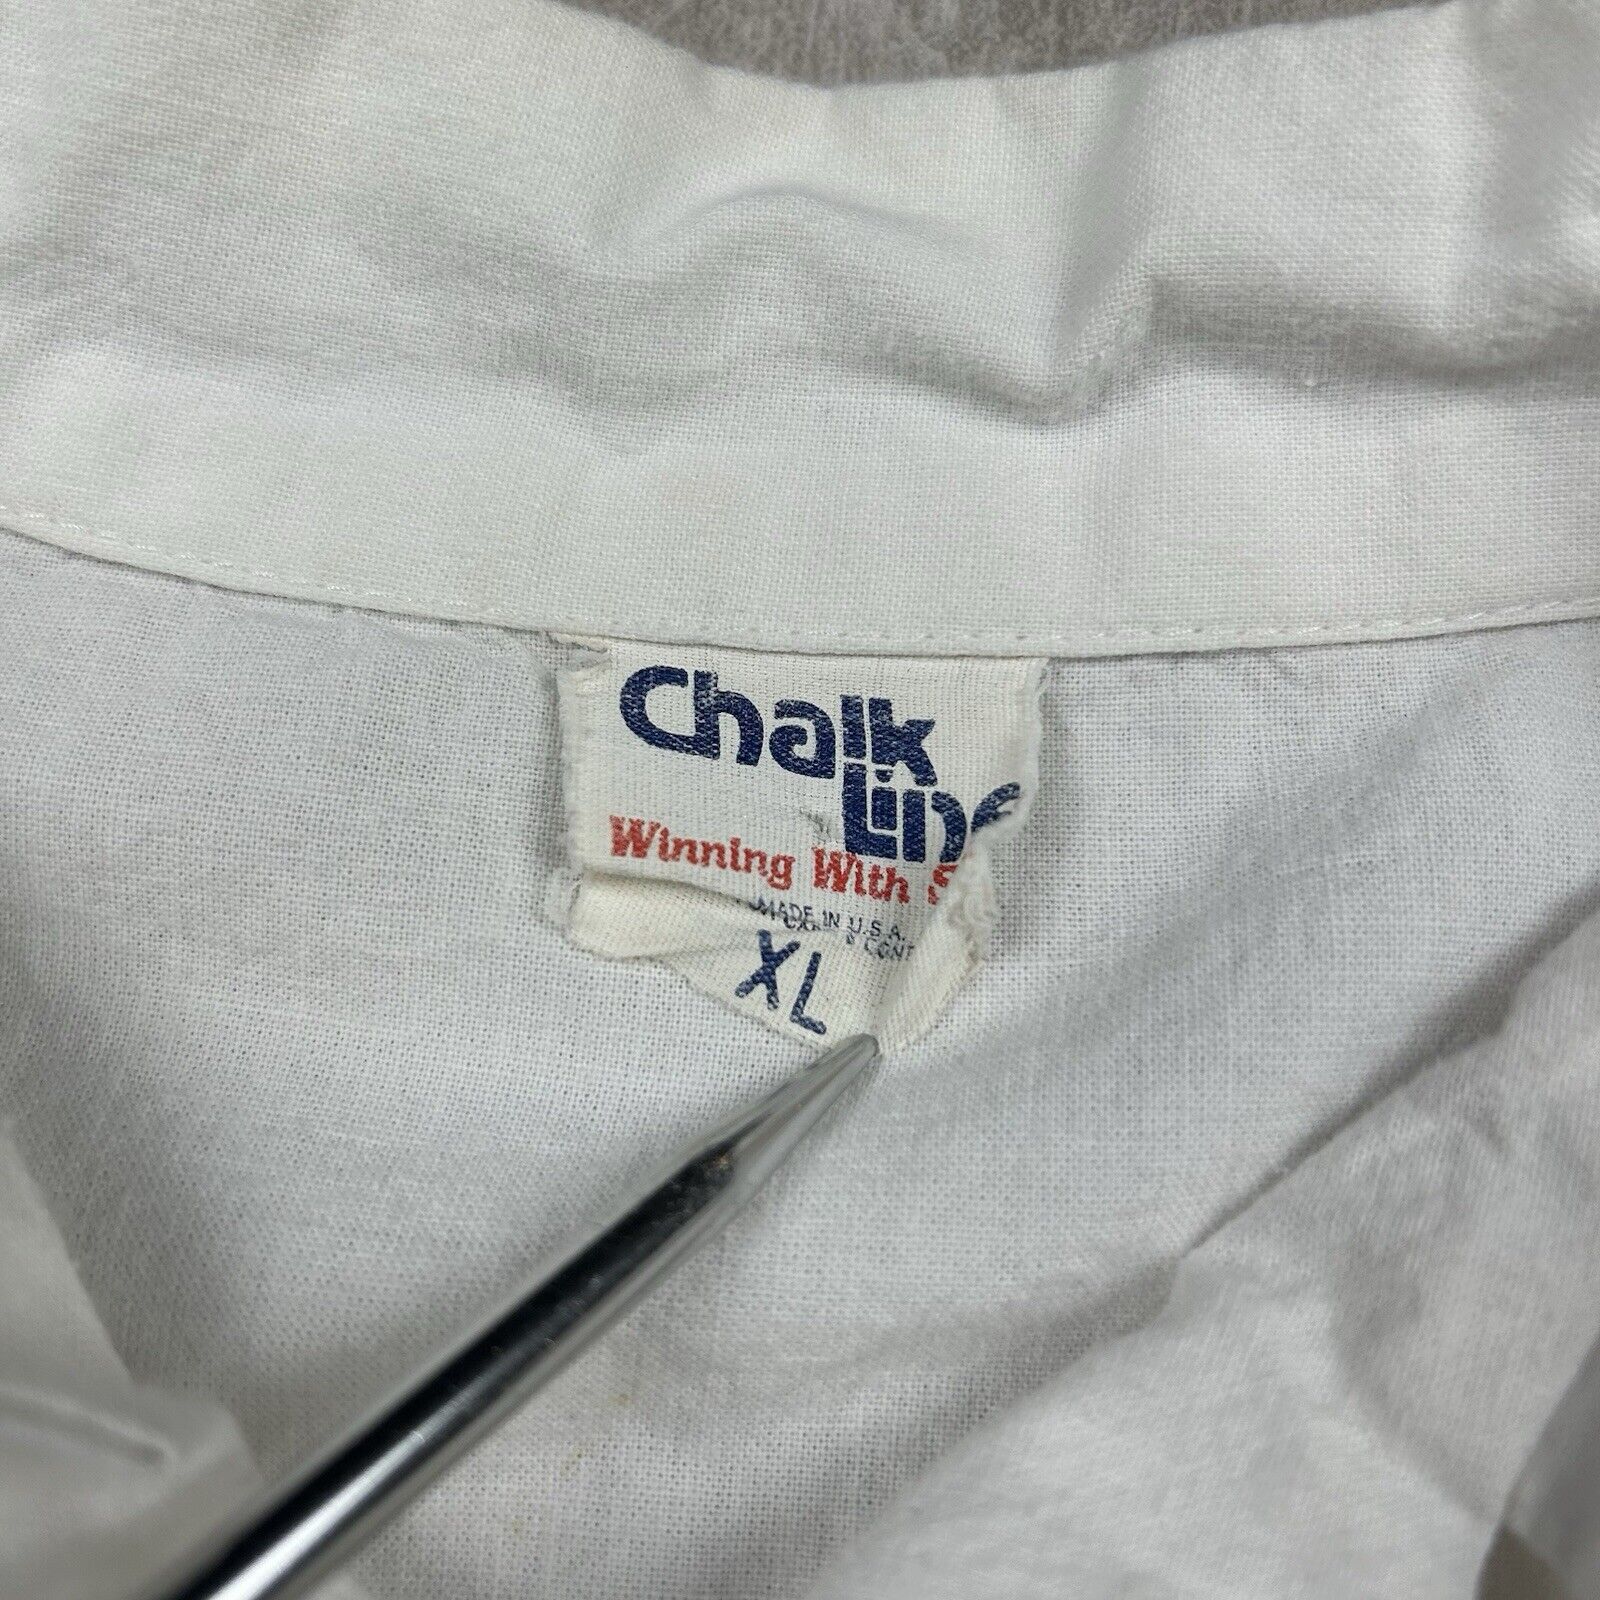 Chalk
Line
Winning With S
MADE IN U.S.A.
XL